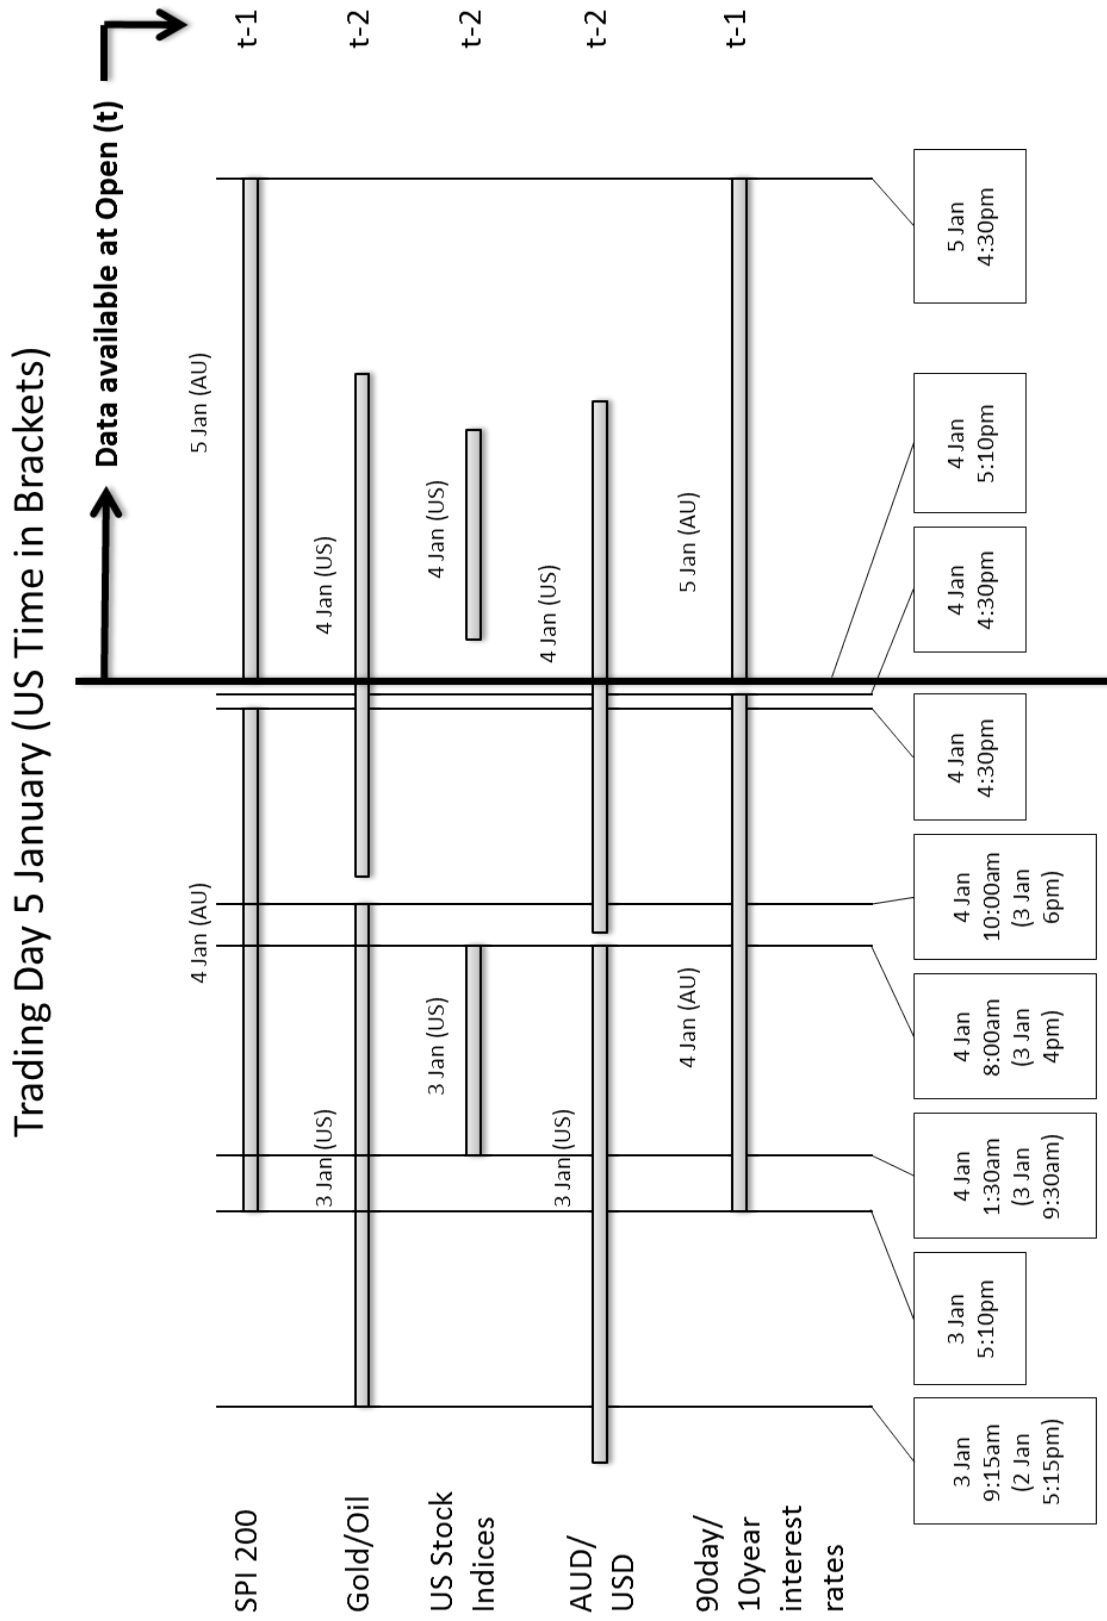 Trading Day 5 January (US Time in Brackets)
Data available at Open (t)
SPI 200
4 Jan (AU)
5 Jan (AU)
t-1
Gold/Oil
3 Jan (US)
4 Jan (US)
t-2
US Stock
Indices
3 Jan (US)
4 Jan (US)
t-2
AUD/
USD
3 Jan (US)
4 Jan (US)
t-2
90day/
10year
interest
rates
4 Jan (AU)
5 Jan (AU)
t-1
3 Jan
9:15am
(2 Jan
5:15pm)
3 Jan
5:10pm
4 Jan
1:30am
(3 Jan
9:30am)
4 Jan
8:00am
(3 Jan
4pm)
4 Jan
10:00am
(3 Jan
6pm)
4 Jan
4:30pm
4 Jan
4:30pm
4 Jan
5:10pm
5 Jan
4:30pm